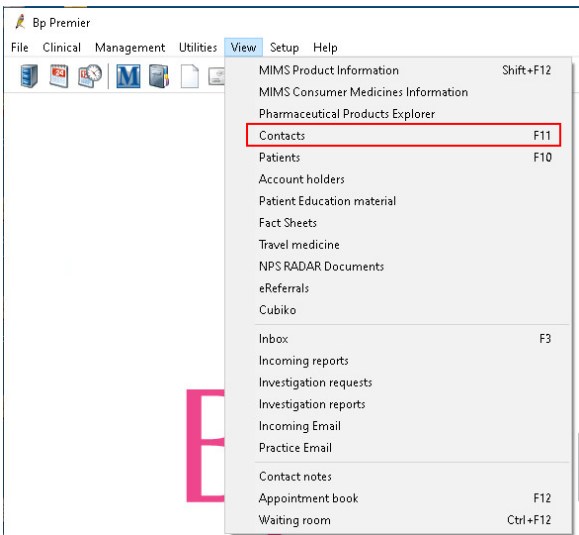 Bp Premier
File Clinical Management Utilities View Setup Help
MIMS Product Information Shift+F12
MIMS Consumer Medicines Information
Pharmaceutical Products Explorer
Contacts F11
Patients F10
Account holders
Patient Education material
Fact Sheets
Travel medicine
NPS RADAR Documents
eReferrals
Cubiko
Inbox F3
Incoming reports
Investigation requests
Investigation reports
Incoming Email
Practice Email
Contact notes
Appointment book F12
Waiting room Ctrl+F12